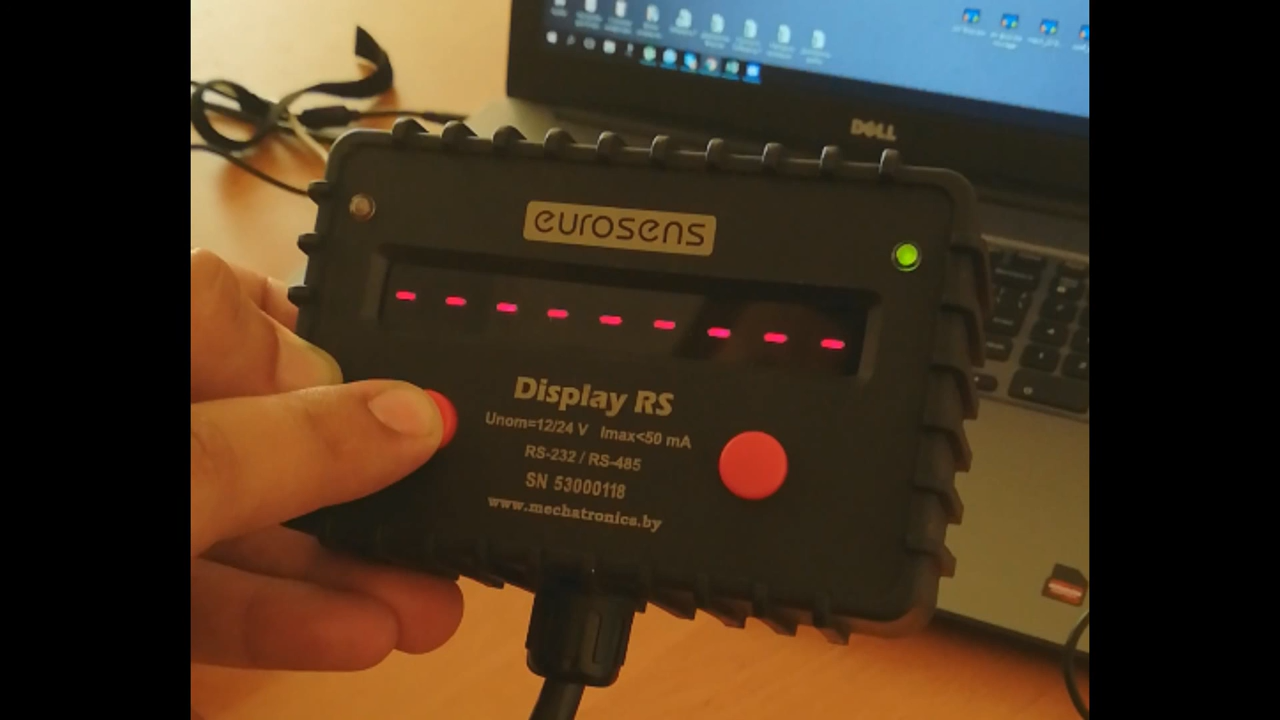 DELL
eurosens
- - - - - - - - -
Display RS
Unom=12/24 V Imax<50 mA
RS-232 / RS-485
SN 53000118
www.mechatronics.by